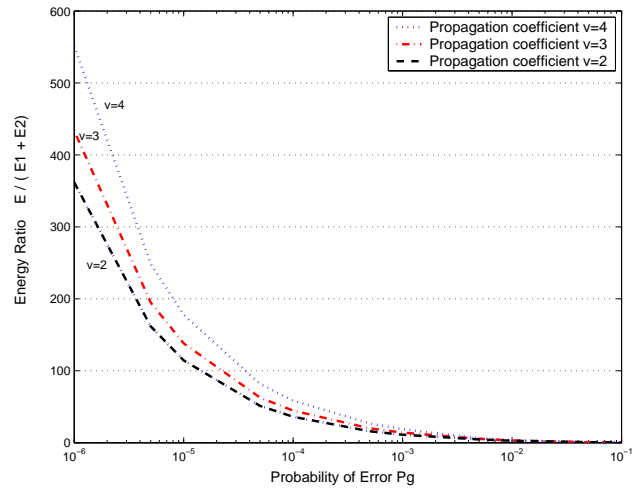 600
500
400
300
200
100
0
Energy Ratio E / ( E1 + E2)
Propagation coefficient v=4
Propagation coefficient v=3
Propagation coefficient v=2
v=4
v=3
v=2
10⁻⁶ 10⁻⁵ 10⁻⁴ 10⁻³ 10⁻² 10⁻¹
Probability of Error Pg